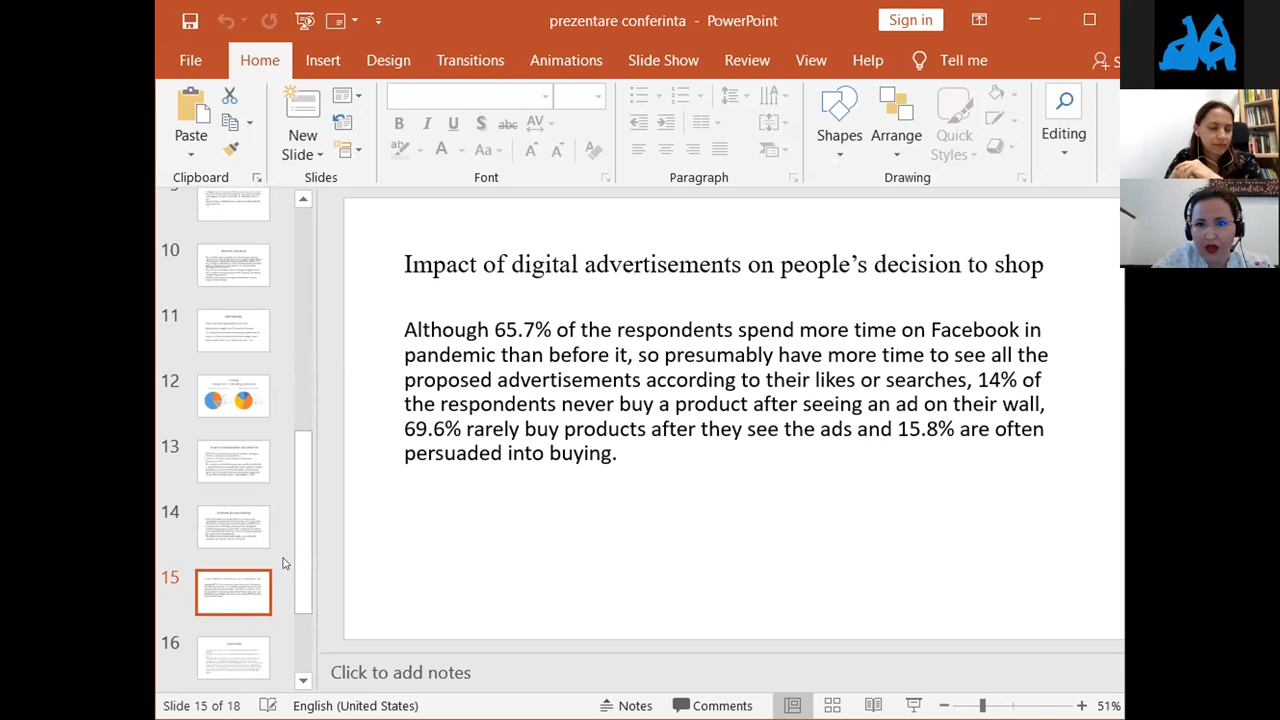 prezentare conferinta - PowerPoint
Sign in
File Home Insert Design Transitions Animations Slide Show Review View Help Tell me
Paste
New Slide
Shapes
Arrange
Quick Styles
Editing
Clipboard
Slides
Font
Paragraph
Drawing
10
11
12
13
14
15
16
Impact of digital advertisements on people's decision to shop
Although 65.7% of the respondents spend more time on Facebook in
pandemic than before it, so presumably have more time to see all the
proposed advertisements according to their likes or searches, 14% of
the respondents never buy a product after seeing an ad on their wall,
69.6% rarely buy products after they see the ads and 15.8% are often
persuaded into buying.
Click to add notes
Slide 15 of 18 English (United States) Notes Comments 51%